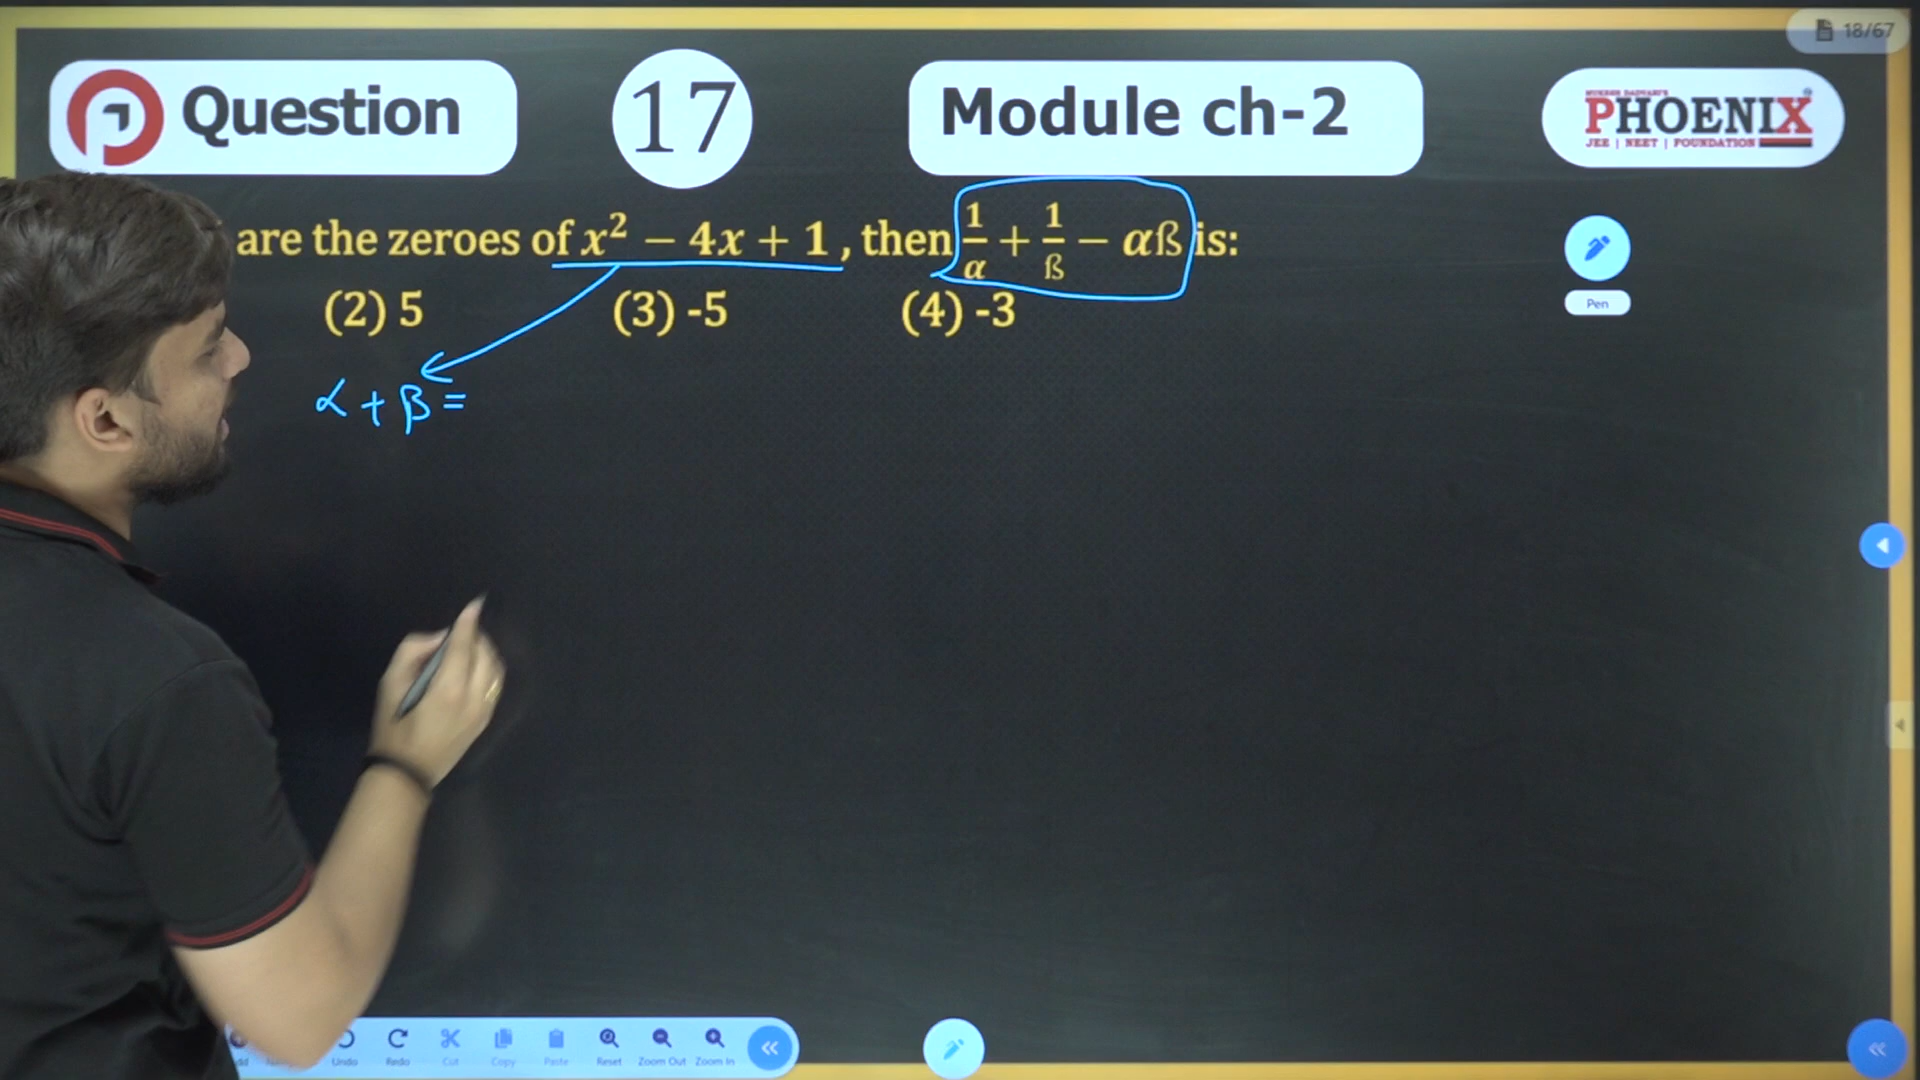 18/67
Question
17
Module ch-2
MUKESH DADVANI'S
PHOENIX
JEE | NEET | FOUNDATION
are the zeroes of x² − 4x + 1, then 1/α + 1/ß − αß is:
(2) 5 (3) -5 (4) -3
α + β =
Pen
Undo Redo Cut Copy Paste Reset Zoom Out Zoom In